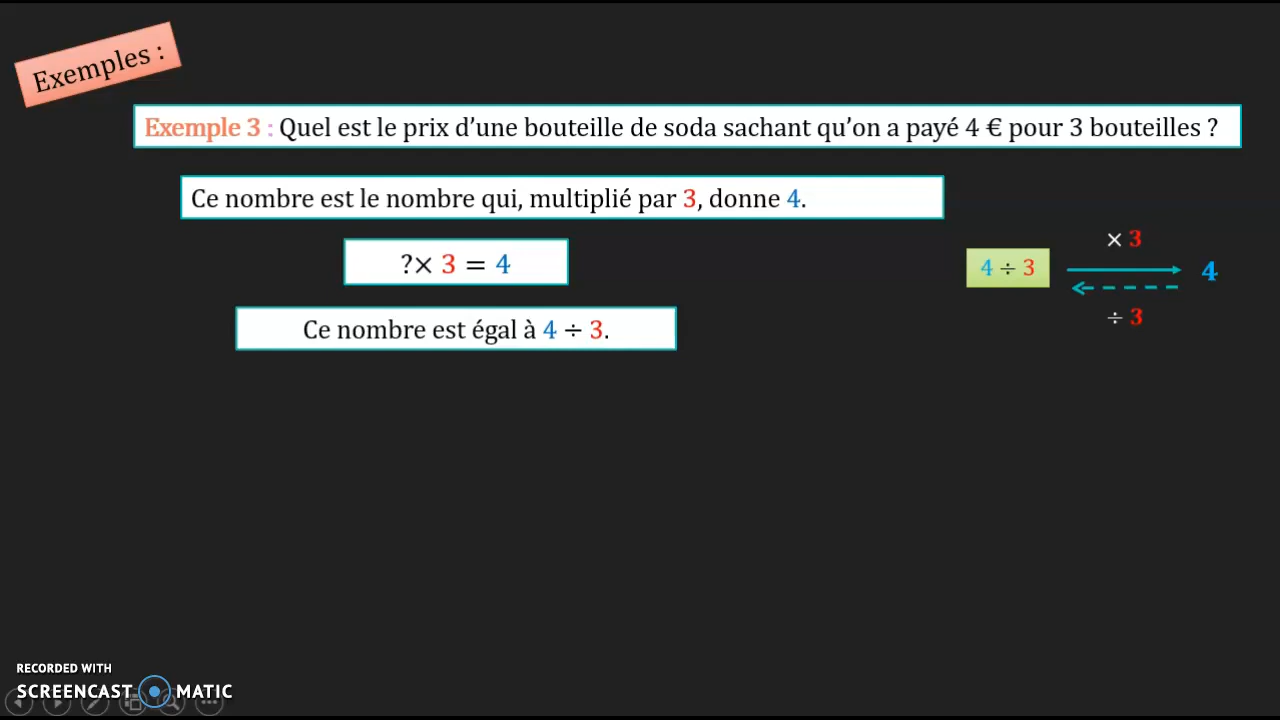 Exemples :
Exemple 3 : Quel est le prix d’une bouteille de soda sachant qu’on a payé 4 € pour 3 bouteilles ?
Ce nombre est le nombre qui, multiplié par 3, donne 4.
?× 3 = 4
× 3
4 ÷ 3
4
÷ 3
Ce nombre est égal à 4 ÷ 3.
RECORDED WITH
SCREENCAST MATIC